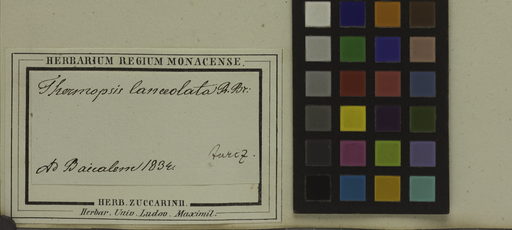 HERBARIUM REGIUM MONACENSE.
Thermopsis lanceolata R. Br.
Turcz.
Ad Baicalem 1834.
HERB. ZUCCARINII.
Herbar. Univ. Ludov. Maximil.